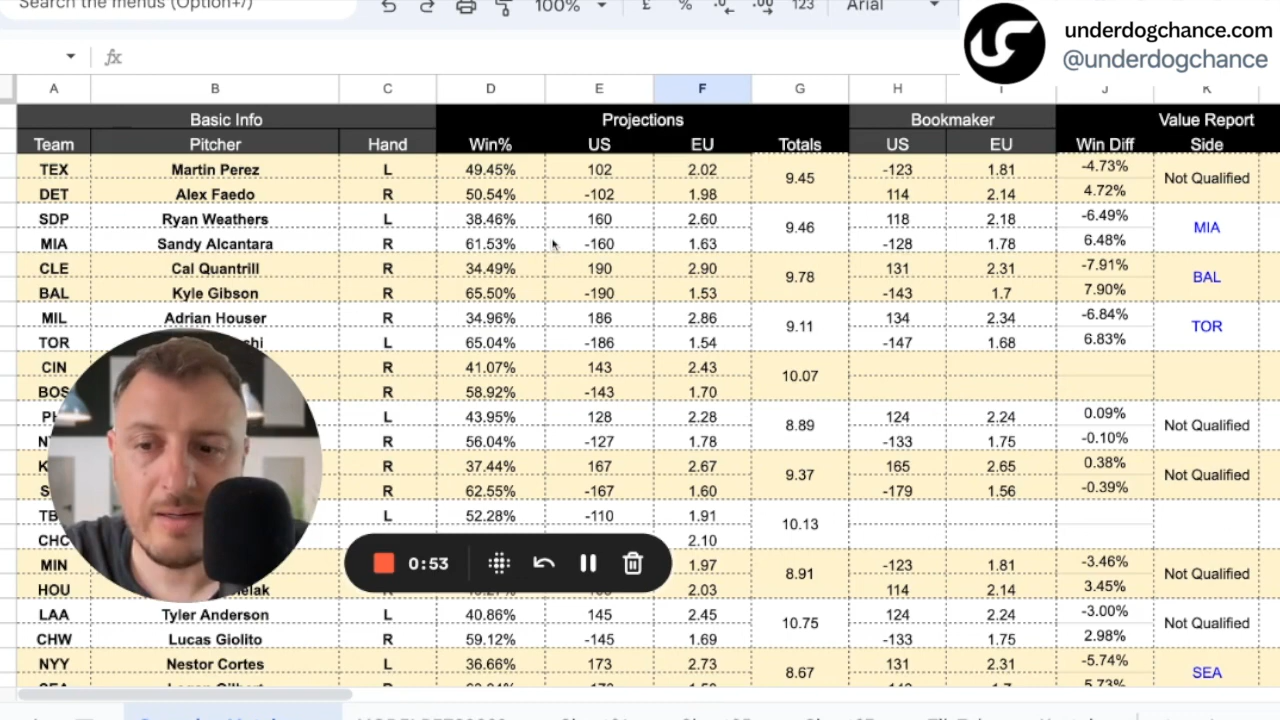 Search the menus (Option+/)
100%
£ % .0 .00 123
Arial
underdogchance.com
@underdogchance
fx
A B C D E F G H I J K
Basic Info Projections Bookmaker Value Report
Team Pitcher Hand Win% US EU Totals US EU Win Diff Side
TEX Martin Perez L 49.45% 102 2.02 9.45 -123 1.81 -4.73% Not Qualified
DET Alex Faedo R 50.54% -102 1.98 114 2.14 4.72%
SDP Ryan Weathers L 38.46% 160 2.60 9.46 118 2.18 -6.49% MIA
MIA Sandy Alcantara R 61.53% -160 1.63 -128 1.78 6.48%
CLE Cal Quantrill R 34.49% 190 2.90 9.78 131 2.31 -7.91% BAL
BAL Kyle Gibson R 65.50% -190 1.53 -143 1.7 7.90%
MIL Adrian Houser R 34.96% 186 2.86 9.11 134 2.34 -6.84% TOR
TOR L 65.04% -186 1.54 -147 1.68 6.83%
CIN R 41.07% 143 2.43 10.07
BOS R 58.92% -143 1.70
L 43.95% 128 2.28 8.89 124 2.24 0.09% Not Qualified
R 56.04% -127 1.78 -133 1.75 -0.10%
R 37.44% 167 2.67 9.37 165 2.65 0.38% Not Qualified
R 62.55% -167 1.60 -179 1.56 -0.39%
TB L 52.28% -110 1.91 10.13
CHC 2.10
MIN 1.97 8.91 -123 1.81 -3.46% Not Qualified
HOU 2.03 114 2.14 3.45%
LAA Tyler Anderson L 40.86% 145 2.45 10.75 124 2.24 -3.00% Not Qualified
CHW Lucas Giolito R 59.12% -145 1.69 -133 1.75 2.98%
NYY Nestor Cortes L 36.66% 173 2.73 8.67 131 2.31 -5.74% SEA
0:53